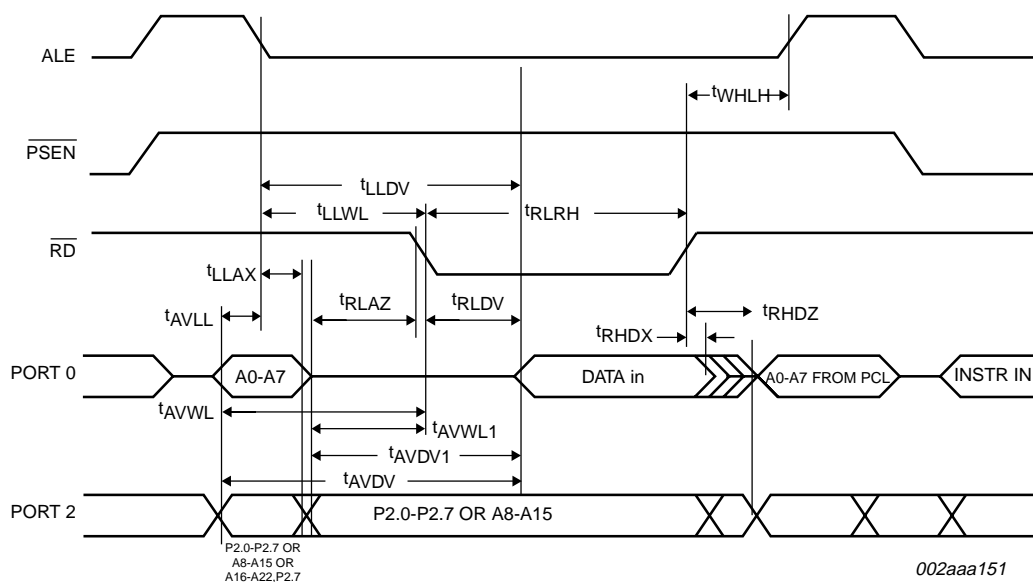 ALE
tWHLH
PSEN
tLLDV
tLLWL
tRLRH
RD
tLLAX
tRLAZ
tRLDV
tAVLL
tRHDZ
tRHDX
PORT 0
A0-A7
DATA in
A0-A7 FROM PCL
INSTR IN
tAVWL
tAVWL1
tAVDV1
tAVDV
PORT 2
P2.0-P2.7 OR A8-A15
P2.0-P2.7 OR
A8-A15 OR
A16-A22,P2.7
002aaa151